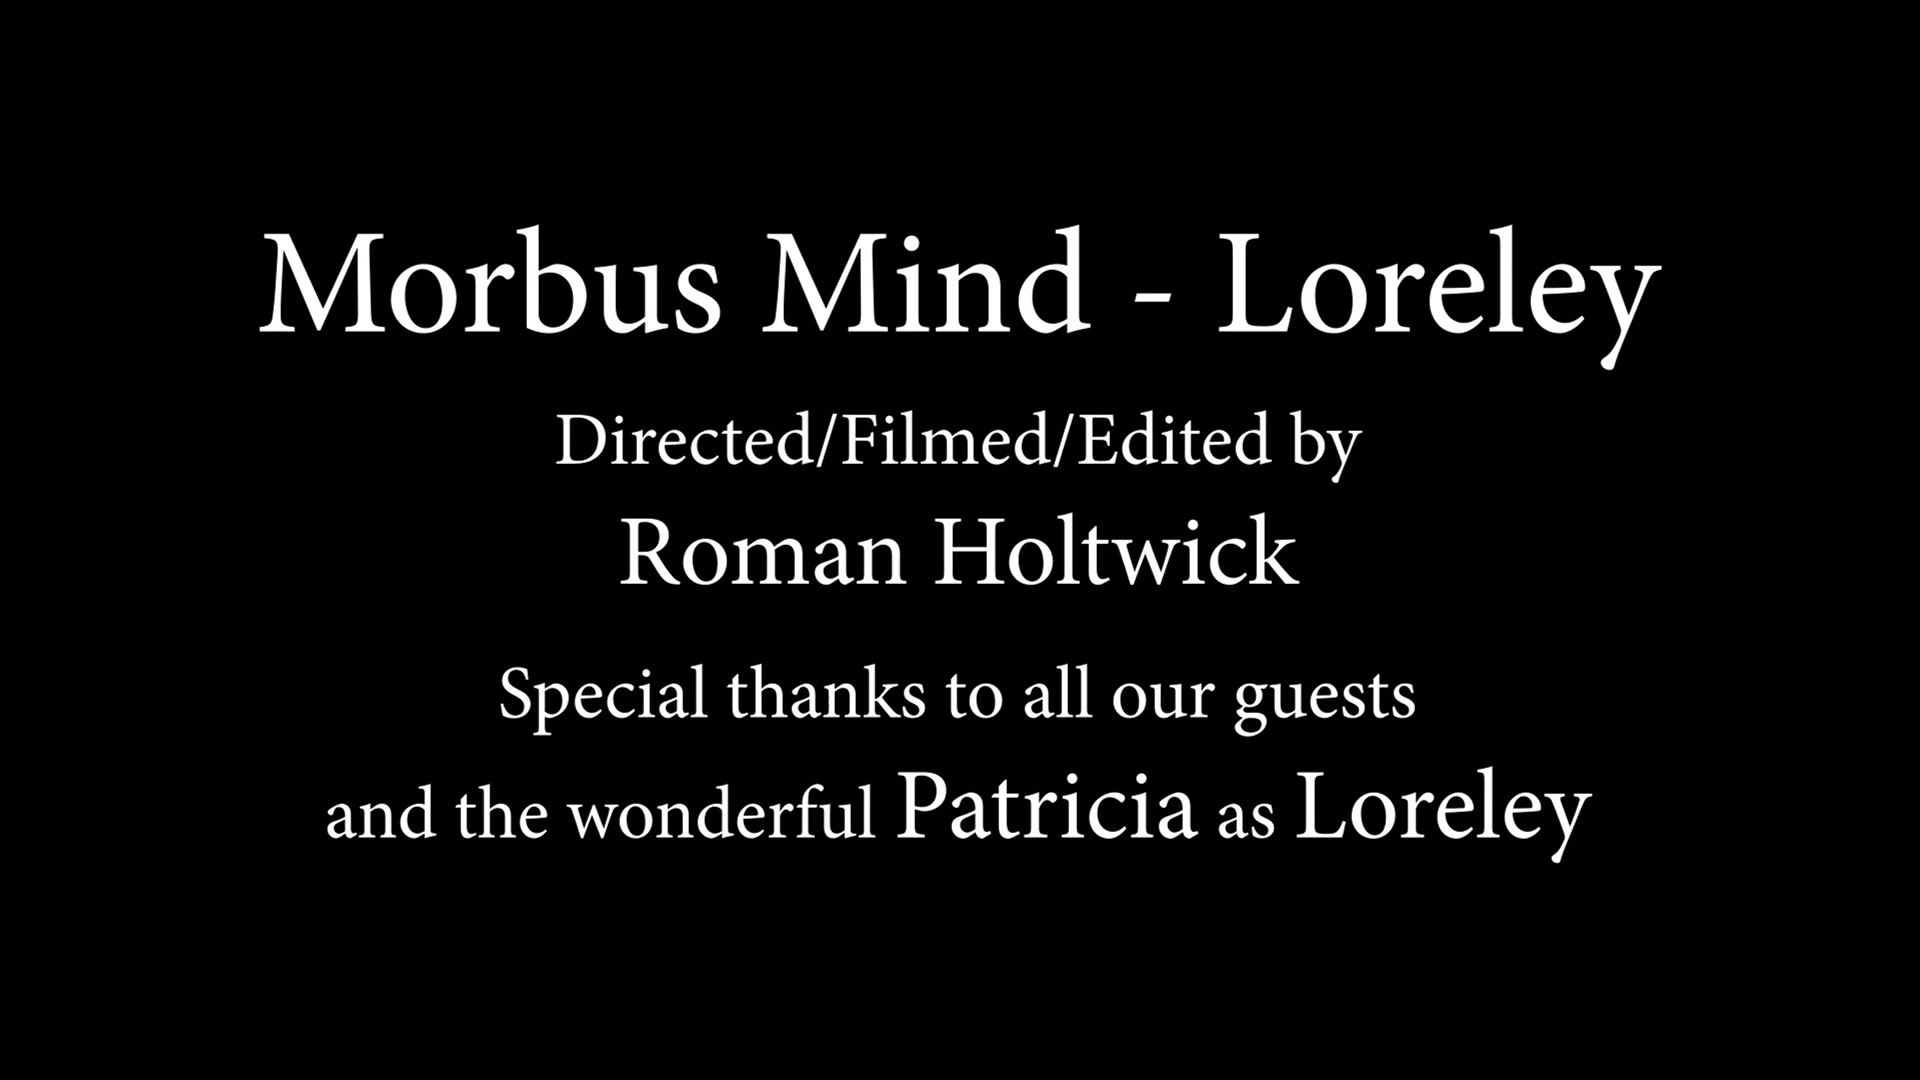 Morbus Mind - Loreley
Directed/Filmed/Edited by
Roman Holtwick
Special thanks to all our guests
and the wonderful Patricia as Loreley